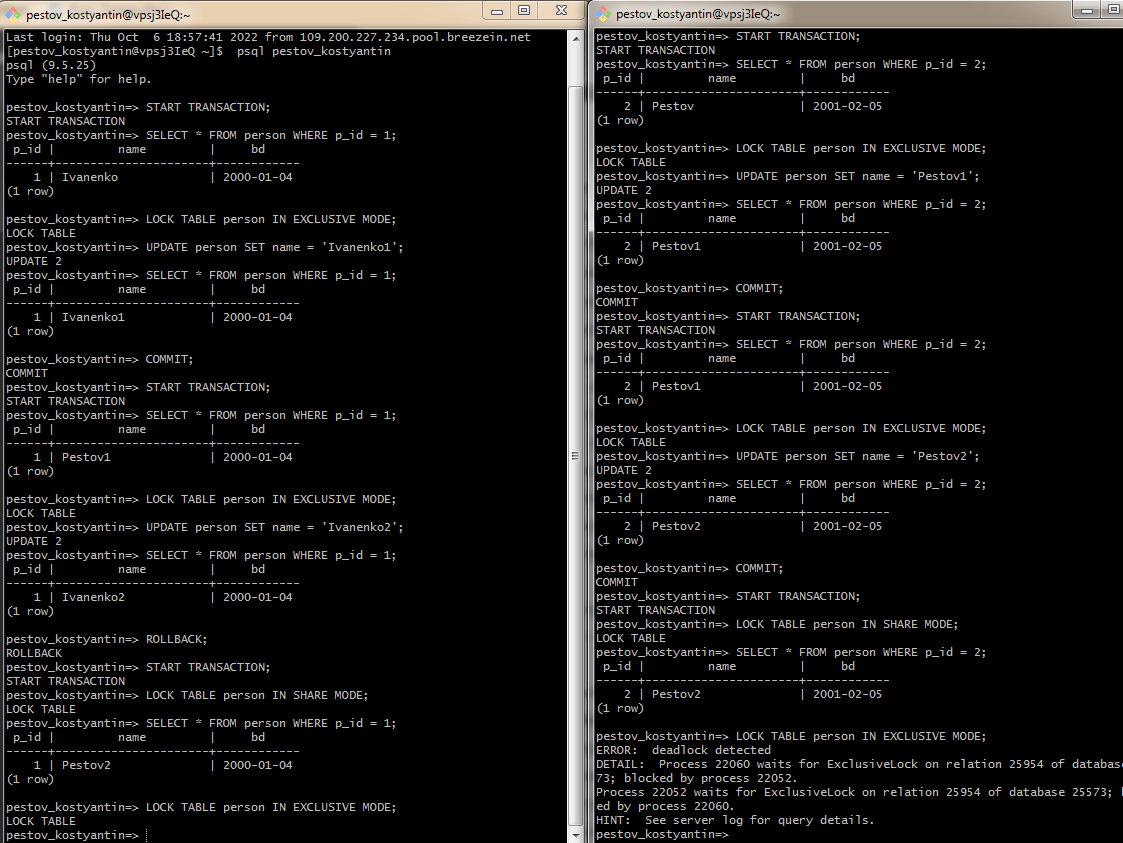 pestov_kostyantin@vpsj3IeQ:~
Last login: Thu Oct  6 18:57:41 2022 from 109.200.227.234.pool.breezein.net
[pestov_kostyantin@vpsj3IeQ ~]$  psql pestov_kostyantin
psql (9.5.25)
Type "help" for help.
pestov_kostyantin=> START TRANSACTION;
START TRANSACTION
pestov_kostyantin=> SELECT * FROM person WHERE p_id = 1;
 p_id |         name         |     bd
------+----------------------+------------
    1 | Ivanenko             | 2000-01-04
(1 row)
pestov_kostyantin=> LOCK TABLE person IN EXCLUSIVE MODE;
LOCK TABLE
pestov_kostyantin=> UPDATE person SET name = 'Ivanenko1';
UPDATE 2
pestov_kostyantin=> SELECT * FROM person WHERE p_id = 1;
 p_id |         name         |     bd
------+----------------------+------------
    1 | Ivanenko1            | 2000-01-04
(1 row)
pestov_kostyantin=> COMMIT;
COMMIT
pestov_kostyantin=> START TRANSACTION;
START TRANSACTION
pestov_kostyantin=> SELECT * FROM person WHERE p_id = 1;
 p_id |         name         |     bd
------+----------------------+------------
    1 | Pestov1              | 2000-01-04
(1 row)
pestov_kostyantin=> LOCK TABLE person IN EXCLUSIVE MODE;
LOCK TABLE
pestov_kostyantin=> UPDATE person SET name = 'Ivanenko2';
UPDATE 2
pestov_kostyantin=> SELECT * FROM person WHERE p_id = 1;
 p_id |         name         |     bd
------+----------------------+------------
    1 | Ivanenko2            | 2000-01-04
(1 row)
pestov_kostyantin=> ROLLBACK;
ROLLBACK
pestov_kostyantin=> START TRANSACTION;
START TRANSACTION
pestov_kostyantin=> LOCK TABLE person IN SHARE MODE;
LOCK TABLE
pestov_kostyantin=> SELECT * FROM person WHERE p_id = 1;
 p_id |         name         |     bd
------+----------------------+------------
    1 | Pestov2              | 2000-01-04
(1 row)
pestov_kostyantin=> LOCK TABLE person IN EXCLUSIVE MODE;
LOCK TABLE
pestov_kostyantin=>
pestov_kostyantin@vpsj3IeQ:~
pestov_kostyantin=> START TRANSACTION;
START TRANSACTION
pestov_kostyantin=> SELECT * FROM person WHERE p_id = 2;
 p_id |         name         |     bd
------+----------------------+------------
    2 | Pestov               | 2001-02-05
(1 row)
pestov_kostyantin=> LOCK TABLE person IN EXCLUSIVE MODE;
LOCK TABLE
pestov_kostyantin=> UPDATE person SET name = 'Pestov1';
UPDATE 2
pestov_kostyantin=> SELECT * FROM person WHERE p_id = 2;
 p_id |         name         |     bd
------+----------------------+------------
    2 | Pestov1              | 2001-02-05
(1 row)
pestov_kostyantin=> COMMIT;
COMMIT
pestov_kostyantin=> START TRANSACTION;
START TRANSACTION
pestov_kostyantin=> SELECT * FROM person WHERE p_id = 2;
 p_id |         name         |     bd
------+----------------------+------------
    2 | Pestov1              | 2001-02-05
(1 row)
pestov_kostyantin=> LOCK TABLE person IN EXCLUSIVE MODE;
LOCK TABLE
pestov_kostyantin=> UPDATE person SET name = 'Pestov2';
UPDATE 2
pestov_kostyantin=> SELECT * FROM person WHERE p_id = 2;
 p_id |         name         |     bd
------+----------------------+------------
    2 | Pestov2              | 2001-02-05
(1 row)
pestov_kostyantin=> COMMIT;
COMMIT
pestov_kostyantin=> START TRANSACTION;
START TRANSACTION
pestov_kostyantin=> LOCK TABLE person IN SHARE MODE;
LOCK TABLE
pestov_kostyantin=> SELECT * FROM person WHERE p_id = 2;
 p_id |         name         |     bd
------+----------------------+------------
    2 | Pestov2              | 2001-02-05
(1 row)
pestov_kostyantin=> LOCK TABLE person IN EXCLUSIVE MODE;
ERROR:  deadlock detected
DETAIL:  Process 22060 waits for ExclusiveLock on relation 25954 of database
73; blocked by process 22052.
Process 22052 waits for ExclusiveLock on relation 25954 of database 25573;
ed by process 22060.
HINT:  See server log for query details.
pestov_kostyantin=>